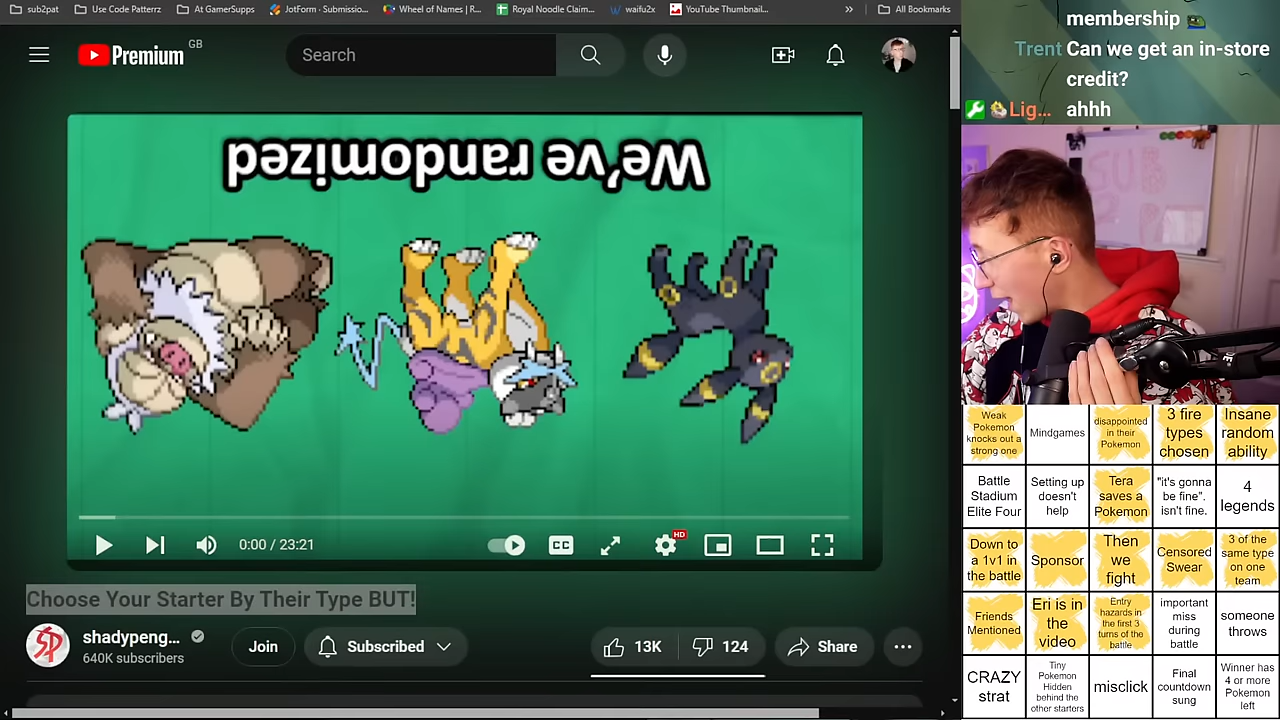 sub2pat
Use Code Patterz
At GamerSupps
JotForm · Submissio...
Wheel of Names | R...
Royal Noodle Claim...
waifu2x
YouTube Thumbnail...
»
All Bookmarks
Premium GB
Search
We've randomized
0:00 / 23:21
CC
HD
Choose Your Starter By Their Type BUT!
shadypeng...
640K subscribers
Join
Subscribed
13K
124
Share
membership
Trent Can we get an in-store
credit?
Lig... ahhh
SUB
Weak
Pokemon
knocks out a
strong one
Mindgames
disappointed
in their
Pokemon
3 fire
types
chosen
Insane
random
ability
Battle
Stadium
Elite Four
Setting up
doesn't
help
Tera
saves a
Pokemon
"it's gonna
be fine".
isn't fine.
4
legends
Down to
a 1v1 in
the battle
Sponsor
Then
we
fight
Censored
Swear
3 of the
same type
on one
team
Friends
Mentioned
Eri is in
the
video
Entry
hazards in
the first 3
turns of the
battle
important
miss
during
battle
someone
throws
CRAZY
strat
Tiny
Pokemon
Hidden
behind the
other starters
misclick
Final
countdown
sung
Winner has
4 or more
Pokemon
left